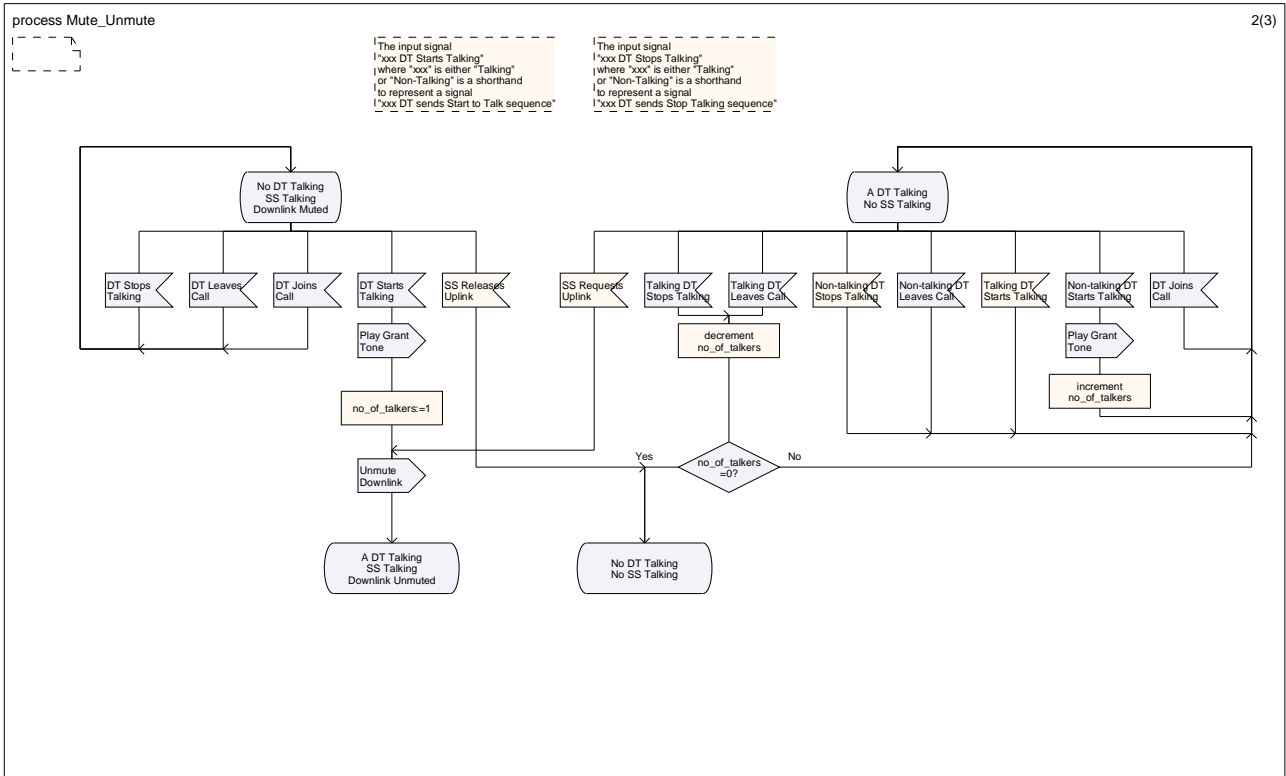 process Mute_Unmute
2(3)
The input signal
"xxx DT Starts Talking"
where "xxx" is either "Talking"
or "Non-Talking" is a shorthand
to represent a signal
"xxx DT sends Start to Talk sequence"
The input signal
"xxx DT Stops Talking"
where "xxx" is either "Talking"
or "Non-Talking" is a shorthand
to represent a signal
"xxx DT sends Stop Talking sequence"
No DT Talking
SS Talking
Downlink Muted
A DT Talking
No SS Talking
DT Stops
Talking
DT Leaves
Call
DT Joins
Call
DT Starts
Talking
SS Releases
Uplink
SS Requests
Uplink
Talking DT
Stops Talking
Talking DT
Leaves Call
Non-talking DT
Stops Talking
Non-talking DT
Leaves Call
Talking DT
Starts Talking
Non-talking DT
Starts Talking
DT Joins
Call
Play Grant
Tone
decrement
no_of_talkers
Play Grant
Tone
increment
no_of_talkers
no_of_talkers:=1
Unmute
Downlink
Yes
no_of_talkers
=0?
No
A DT Talking
SS Talking
Downlink Unmuted
No DT Talking
No SS Talking